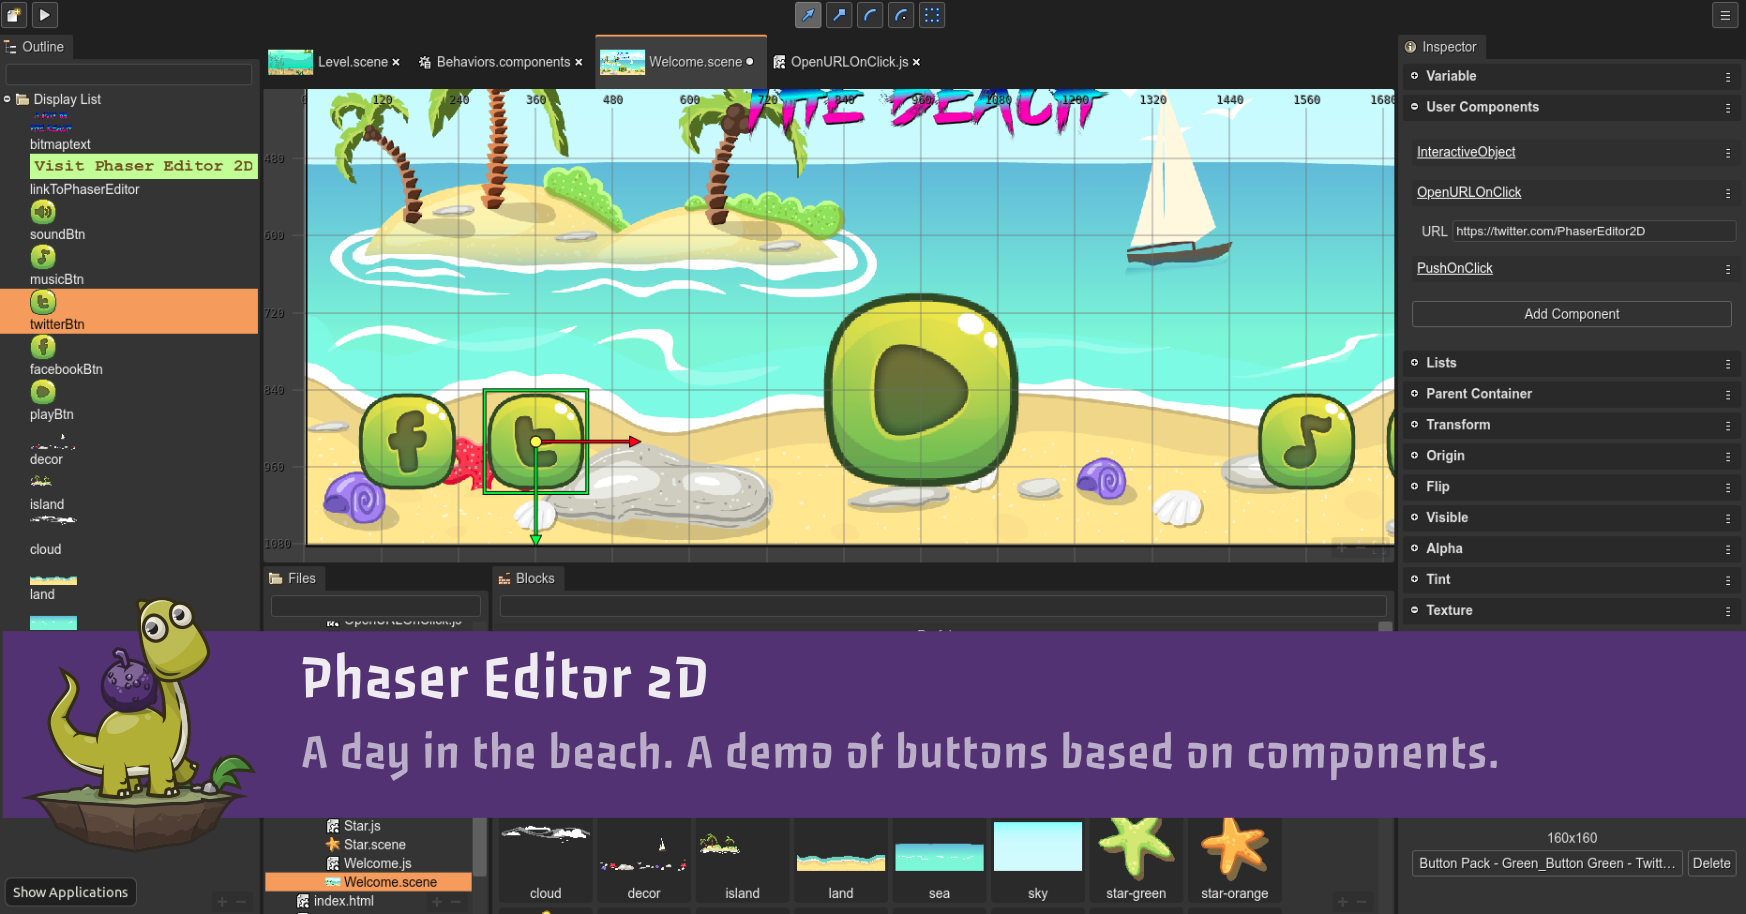 Outline
Level.scene
Behaviors.components
Welcome.scene
OpenURLOnClick.js
Inspector
Display List
bitmaptext
Visit Phaser Editor 2D
linkToPhaserEditor
soundBtn
musicBtn
twitterBtn
facebookBtn
playBtn
decor
island
cloud
land
120 240 360 480 600 720 840 960 1080 1200 1320 1440 1560 1680
THE BEACH
480
600
720
840
960
1080
Variable
User Components
InteractiveObject
OpenURLOnClick
URL https://twitter.com/PhaserEditor2D
PushOnClick
Add Component
Lists
Parent Container
Transform
Origin
Flip
Visible
Alpha
Tint
Texture
Files
Blocks
OpenURLOnClick.js
Phaser Editor 2D
A day in the beach. A demo of buttons based on components.
Star.js
Star.scene
Welcome.js
Welcome.scene
index.html
cloud
decor
island
land
sea
sky
star-green
star-orange
160x160
Button Pack - Green_Button Green - Twitt...
Delete
Show Applications